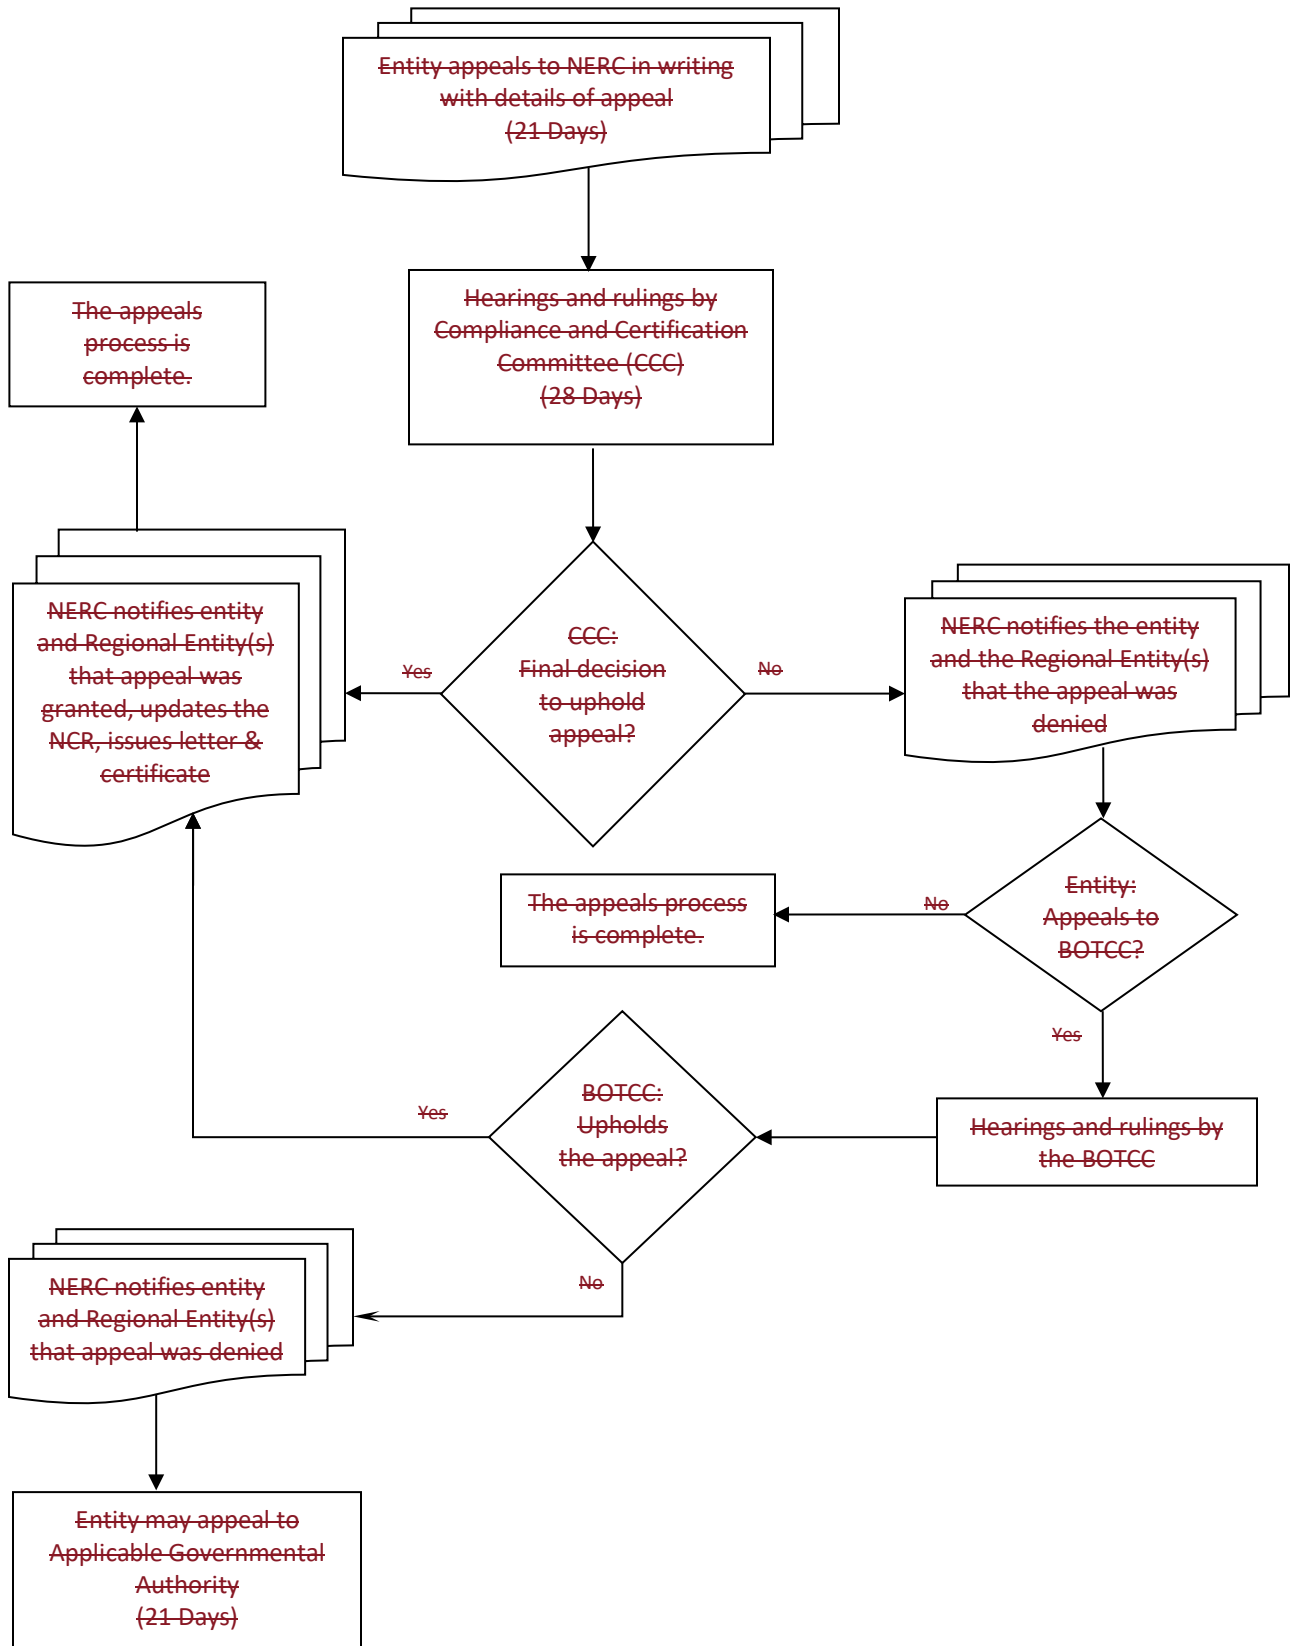 Entity appeals to NERC in writing
with details of appeal
(21 Days)
Hearings and rulings by
Compliance and Certification
Committee (CCC)
(28 Days)
The appeals
process is
complete.
CCC:
Final decision
to uphold
appeal?
Yes
No
NERC notifies entity
and Regional Entity(s)
that appeal was
granted, updates the
NCR, issues letter &
certificate
NERC notifies the entity
and the Regional Entity(s)
that the appeal was
denied
Entity:
Appeals to
BOTCC?
No
The appeals process
is complete.
Yes
Hearings and rulings by
the BOTCC
BOTCC:
Upholds
the appeal?
Yes
No
NERC notifies entity
and Regional Entity(s)
that appeal was denied
Entity may appeal to
Applicable Governmental
Authority
(21 Days)